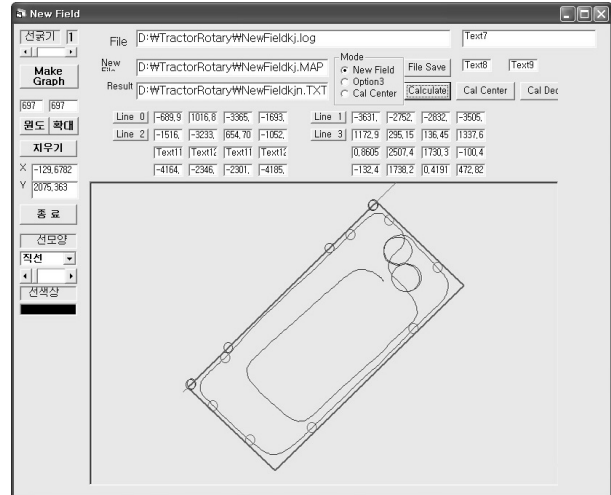 New Field
선굵기 1
File D:₩TractorRotary₩NewFieldkj.log Text7
Make Graph
New D:₩TractorRotary₩NewFieldkj.MAP
Mode
New Field
Option3
Cal Center
File Save Text8 Text9
Result D:₩TractorRotary₩NewFieldkjn.TXT
Calculate Cal Center Cal Dec
697 697
원도 확대
지우기
Line 0 -689,9 1016,8 -3365, -1693, Line 1 -3631, -2752, -2832, -3505,
Line 2 -1516, -3233, 654,70 -1052, Line 3 1172,9 295,15 136,45 1337,6
Text11 Text12 Text11 Text12 0,8605 2507,4 1730,3 -100,4
-4164, -2346, -2301, -4185, -132,4 1738,2 0,4191 472,82
X -129,6782
Y 2075,363
종 료
선모양
직선
선색상